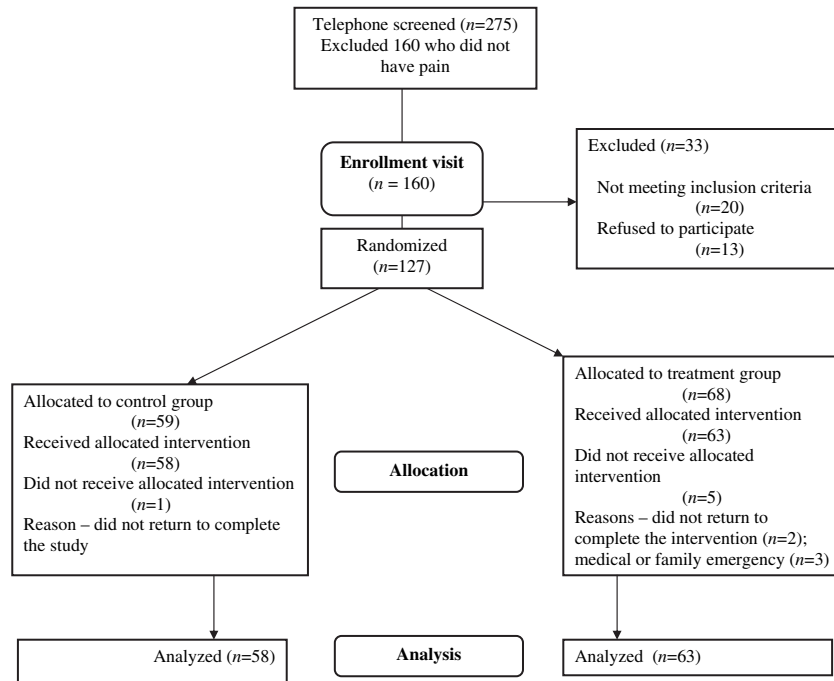 Telephone screened (n=275)
Excluded 160 who did not
have pain
Enrollment visit
(n = 160)
Excluded (n=33)
Not meeting inclusion criteria
(n=20)
Refused to participate
(n=13)
Randomized
(n=127)
Allocated to control group
(n=59)
Received allocated intervention
(n=58)
Did not receive allocated intervention
(n=1)
Reason – did not return to complete
the study
Allocation
Allocated to treatment group
(n=68)
Received allocated intervention
(n=63)
Did not receive allocated
intervention
(n=5)
Reasons – did not return to
complete the intervention (n=2);
medical or family emergency (n=3)
Analyzed (n=58)
Analysis
Analyzed (n=63)